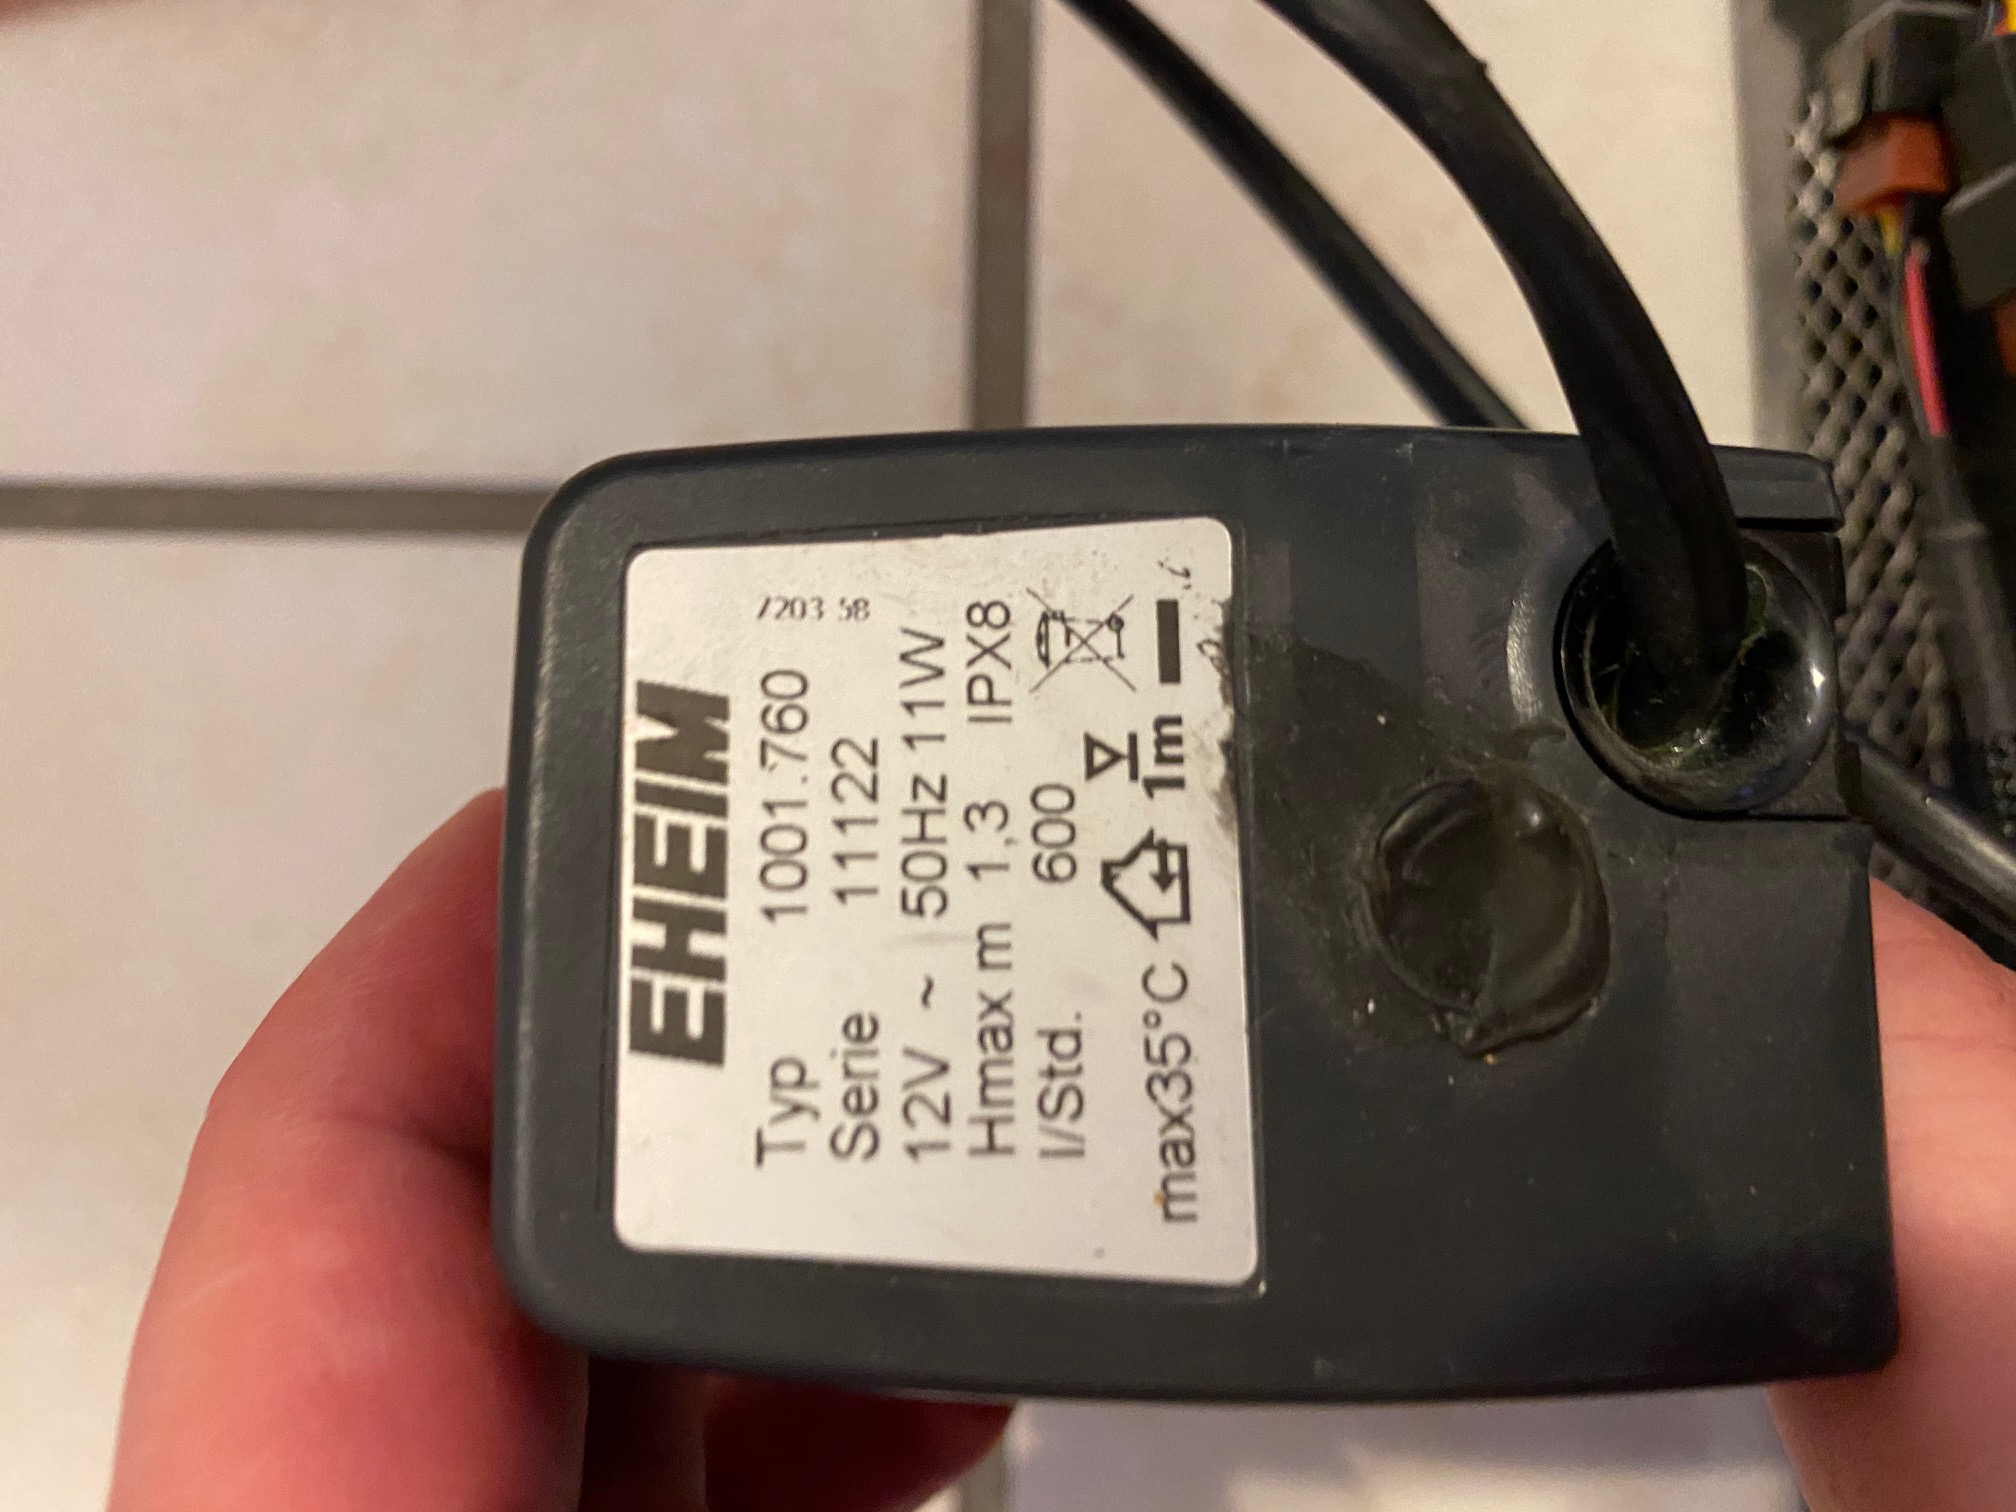 EHEIM
7203 58
Typ 1001.760
Serie 11122
12V ~ 50Hz 11W
Hmax m 1,3 IPX8
l/Std. 600
max35°C 1m